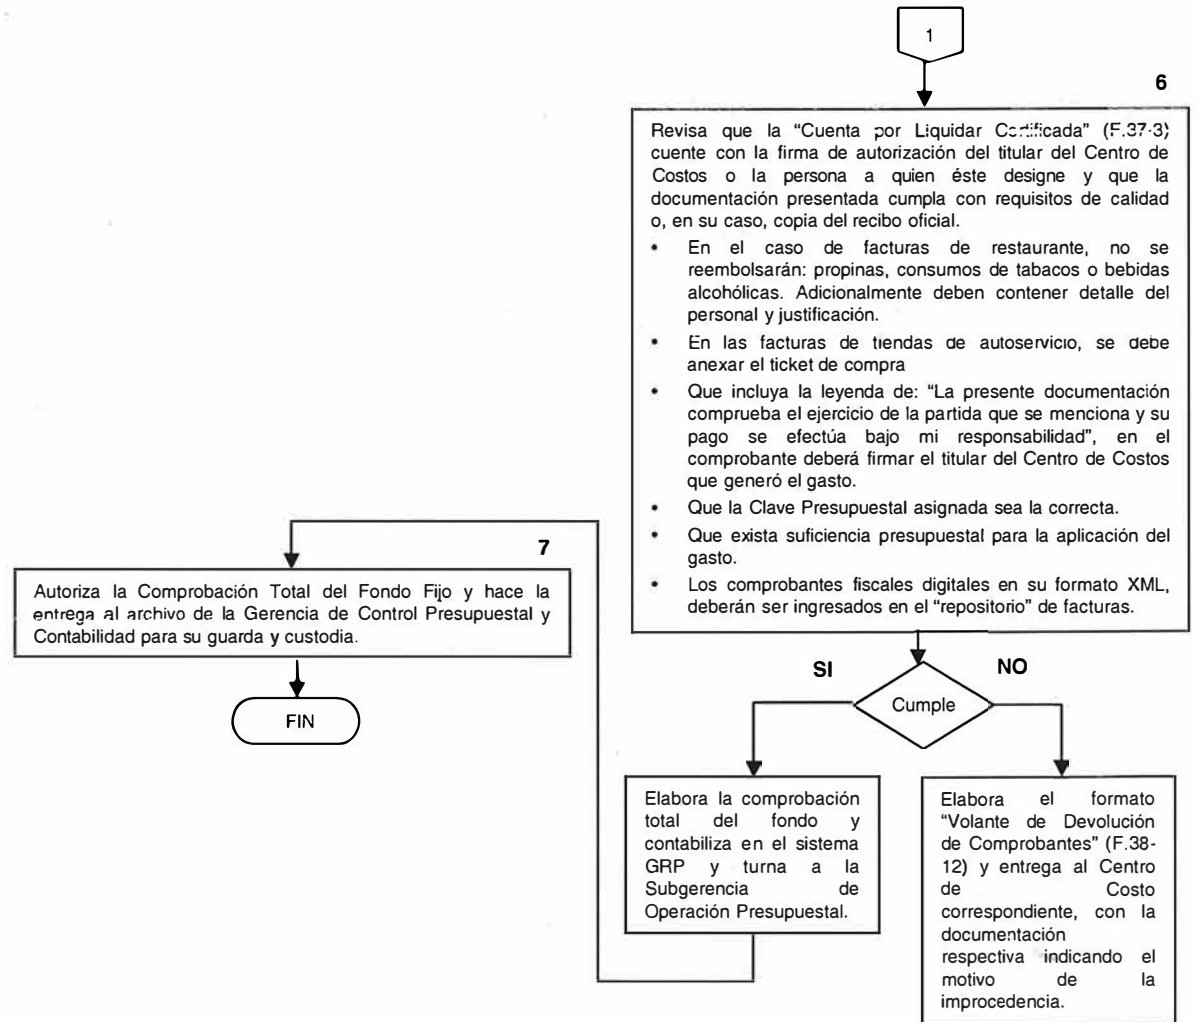 1
6
Revisa que la “Cuenta por Liquidar Certificada” (F.37-3)
cuente con la firma de autorización del titular del Centro de
Costos o la persona a quien éste designe y que la
documentación presentada cumpla con requisitos de calidad
o, en su caso, copia del recibo oficial.
• En el caso de facturas de restaurante, no se
reembolsarán: propinas, consumos de tabacos o bebidas
alcohólicas. Adicionalmente deben contener detalle del
personal y justificación.
• En las facturas de tiendas de autoservicio, se debe
anexar el ticket de compra
• Que incluya la leyenda de: “La presente documentación
comprueba el ejercicio de la partida que se menciona y su
pago se efectúa bajo mi responsabilidad”, en el
comprobante deberá firmar el titular del Centro de Costos
que generó el gasto.
• Que la Clave Presupuestal asignada sea la correcta.
• Que exista suficiencia presupuestal para la aplicación del
gasto.
• Los comprobantes fiscales digitales en su formato XML,
deberán ser ingresados en el “repositorio” de facturas.
SI
NO
Cumple
Elabora la comprobación
total del fondo y
contabiliza en el sistema
GRP y turna a la
Subgerencia de
Operación Presupuestal.
Elabora el formato
“Volante de Devolución
de Comprobantes” (F.38-
12) y entrega al Centro
de Costo
correspondiente, con la
documentación
respectiva indicando el
motivo de la
improcedencia.
7
Autoriza la Comprobación Total del Fondo Fijo y hace la
entrega al archivo de la Gerencia de Control Presupuestal y
Contabilidad para su guarda y custodia.
FIN